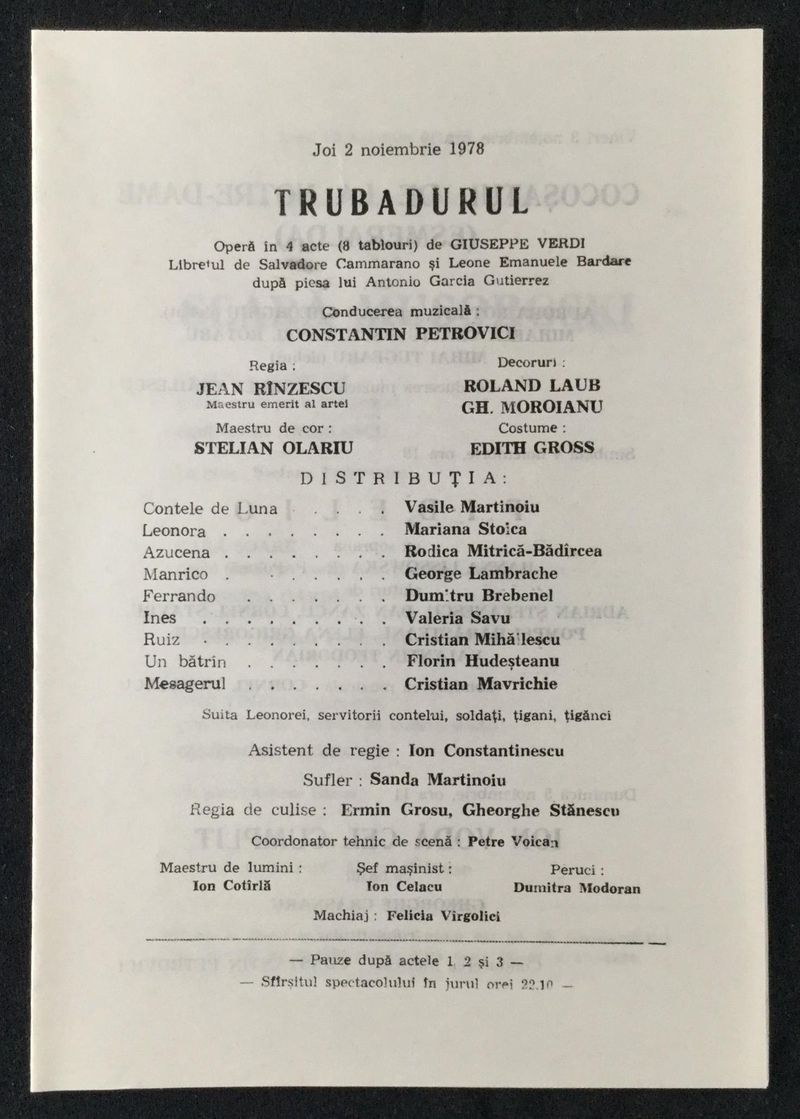 Joi 2 noiembrie 1978
TRUBADURUL
Operă în 4 acte (8 tablouri) de GIUSEPPE VERDI
Libretul de Salvadore Cammarano și Leone Emanuele Bardare
după piesa lui Antonio Garcia Gutierrez
Conducerea muzicală :
CONSTANTIN PETROVICI
Regia :
JEAN RÎNZESCU
Maestru emerit al artei
Maestru de cor :
STELIAN OLARIU
Decoruri :
ROLAND LAUB
GH. MOROIANU
Costume :
EDITH GROSS
DISTRIBUȚIA:
Contele de Luna . . . . Vasile Martinoiu
Leonora . . . . . . . . Mariana Stoica
Azucena . . . . . . . . Rodica Mitrică-Bădîrcea
Manrico . . . . . . . George Lambrache
Ferrando . . . . . . . Dumitru Brebenel
Ines . . . . . . . . . Valeria Savu
Ruiz . . . . . . . . . Cristian Mihăilescu
Un bătrîn . . . . . . . Florin Hudeșteanu
Mesagerul . . . . . . . Cristian Mavrichie
Suita Leonorei, servitorii contelui, soldați, țigani, țigănci
Asistent de regie : Ion Constantinescu
Sufler : Sanda Martinoiu
Regia de culise : Ermin Grosu, Gheorghe Stănescu
Coordonator tehnic de scenă : Petre Voican
Maestru de lumini :
Ion Cotîrlă
Șef mașinist :
Ion Celacu
Peruci :
Dumitra Modoran
Machiaj : Felicia Virgolici
— Pauze după actele 1, 2 și 3 —
— Sfîrșitul spectacolului în jurul orei 22,10 —